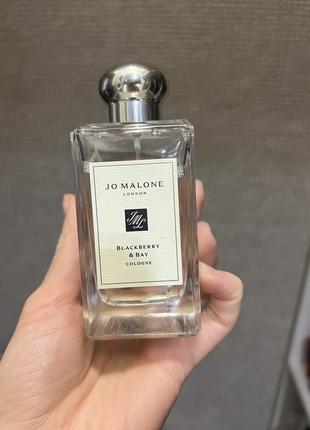 JO MALONE
LONDON
JML
BLACKBERRY
& BAY
COLOGNE